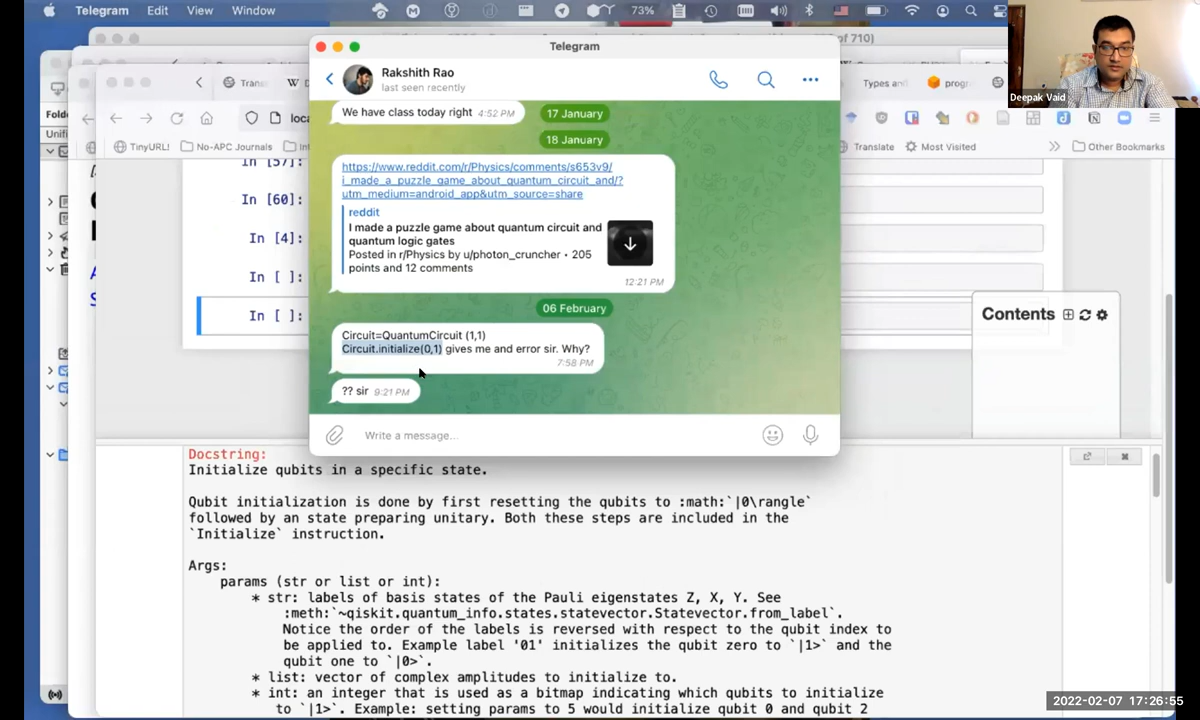 Telegram Edit View Window 73%
of 710)
Telegram
Rakshith Rao
last seen recently
Deepak Vaid
Trans W D Types an progr
Folde loca
Unifi TinyURL! No-APC Journals Translate Most Visited Other Bookmarks
We have class today right 4:52 PM
17 January
18 January
https://www.reddit.com/r/Physics/comments/s653v9/
i_made_a_puzzle_game_about_quantum_circuit_and/?
utm_medium=android_app&utm_source=share
reddit
I made a puzzle game about quantum circuit and
quantum logic gates
Posted in r/Physics by u/photon_cruncher • 205
points and 12 comments
12:21 PM
06 February
Circuit=QuantumCircuit (1,1)
Circuit.initialize(0,1) gives me and error sir. Why?
7:58 PM
?? sir 9:21 PM
Write a message...
In [57]:
In [60]:
In [4]:
In [ ]:
In [ ]:
Contents
Docstring:
Initialize qubits in a specific state.
Qubit initialization is done by first resetting the qubits to :math:`|0\rangle`
followed by an state preparing unitary. Both these steps are included in the
`Initialize` instruction.
Args:
params (str or list or int):
* str: labels of basis states of the Pauli eigenstates Z, X, Y. See
:meth:`~qiskit.quantum_info.states.statevector.Statevector.from_label`.
Notice the order of the labels is reversed with respect to the qubit index to
be applied to. Example label '01' initializes the qubit zero to `|1>` and the
qubit one to `|0>`.
* list: vector of complex amplitudes to initialize to.
* int: an integer that is used as a bitmap indicating which qubits to initialize
to `|1>`. Example: setting params to 5 would initialize qubit 0 and qubit 2
2022-02-07 17:26:55